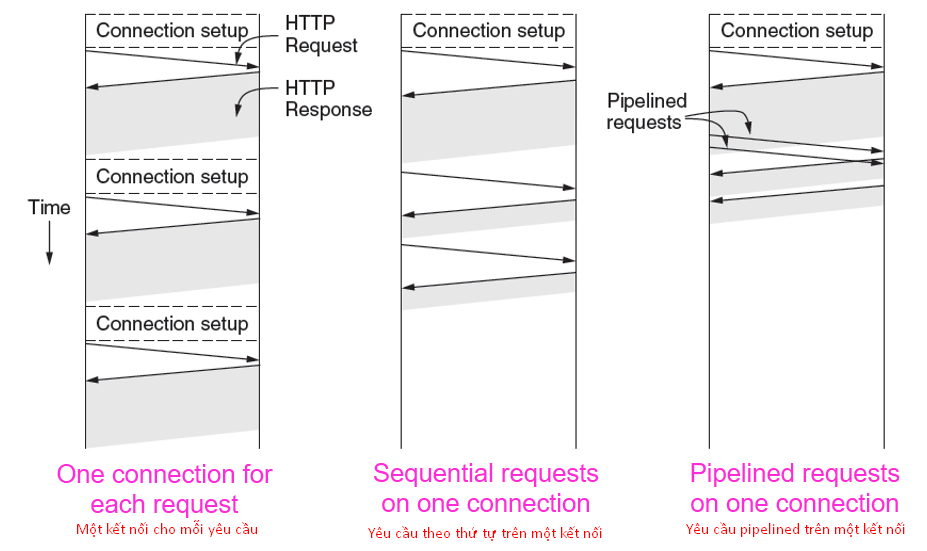 Connection setup
HTTP
Request
HTTP
Response
Connection setup
Time
Connection setup
One connection for
each request
Một kết nối cho mỗi yêu cầu
Connection setup
Sequential requests
on one connection
Yêu cầu theo thứ tự trên một kết nối
Connection setup
Pipelined
requests
Pipelined requests
on one connection
Yêu cầu pipelined trên một kết nối